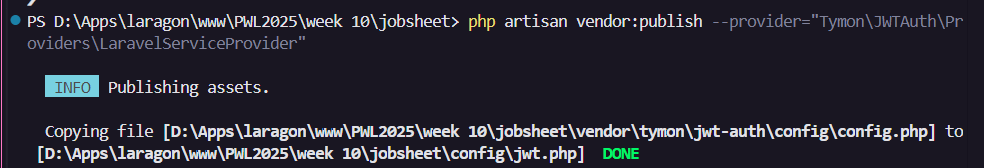 PS D:\Apps\laragon\www\PWL2025\week 10\jobsheet> php artisan vendor:publish --provider="Tymon\JWTAuth\Pr
oviders\LaravelServiceProvider"
INFO Publishing assets.
Copying file [D:\Apps\laragon\www\PWL2025\week 10\jobsheet\vendor\tymon\jwt-auth\config\config.php] to
[D:\Apps\laragon\www\PWL2025\week 10\jobsheet\config\jwt.php] DONE